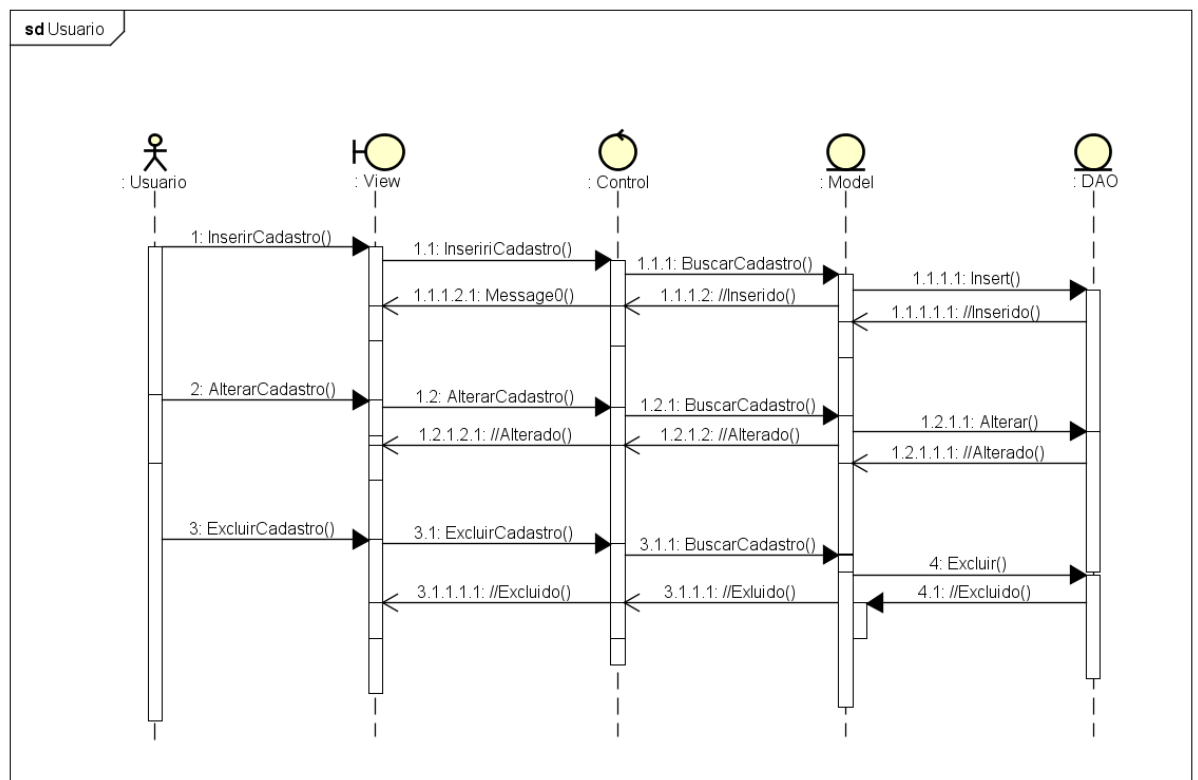 sd Usuario
: Usuario
: View
: Control
: Model
: DAO
1: InserirCadastro()
1.1: InseririCadastro()
1.1.1: BuscarCadastro()
1.1.1.1: Insert()
1.1.1.2.1: Message0()
1.1.1.2: //Inserido()
1.1.1.1.1: //Inserido()
2: AlterarCadastro()
1.2: AlterarCadastro()
1.2.1: BuscarCadastro()
1.2.1.1: Alterar()
1.2.1.2.1: //Alterado()
1.2.1.2: //Alterado()
1.2.1.1.1: //Alterado()
3: ExcluirCadastro()
3.1: ExcluirCadastro()
3.1.1: BuscarCadastro()
4: Excluir()
3.1.1.1.1: //Excluido()
3.1.1.1: //Exluido()
4.1: //Excluido()